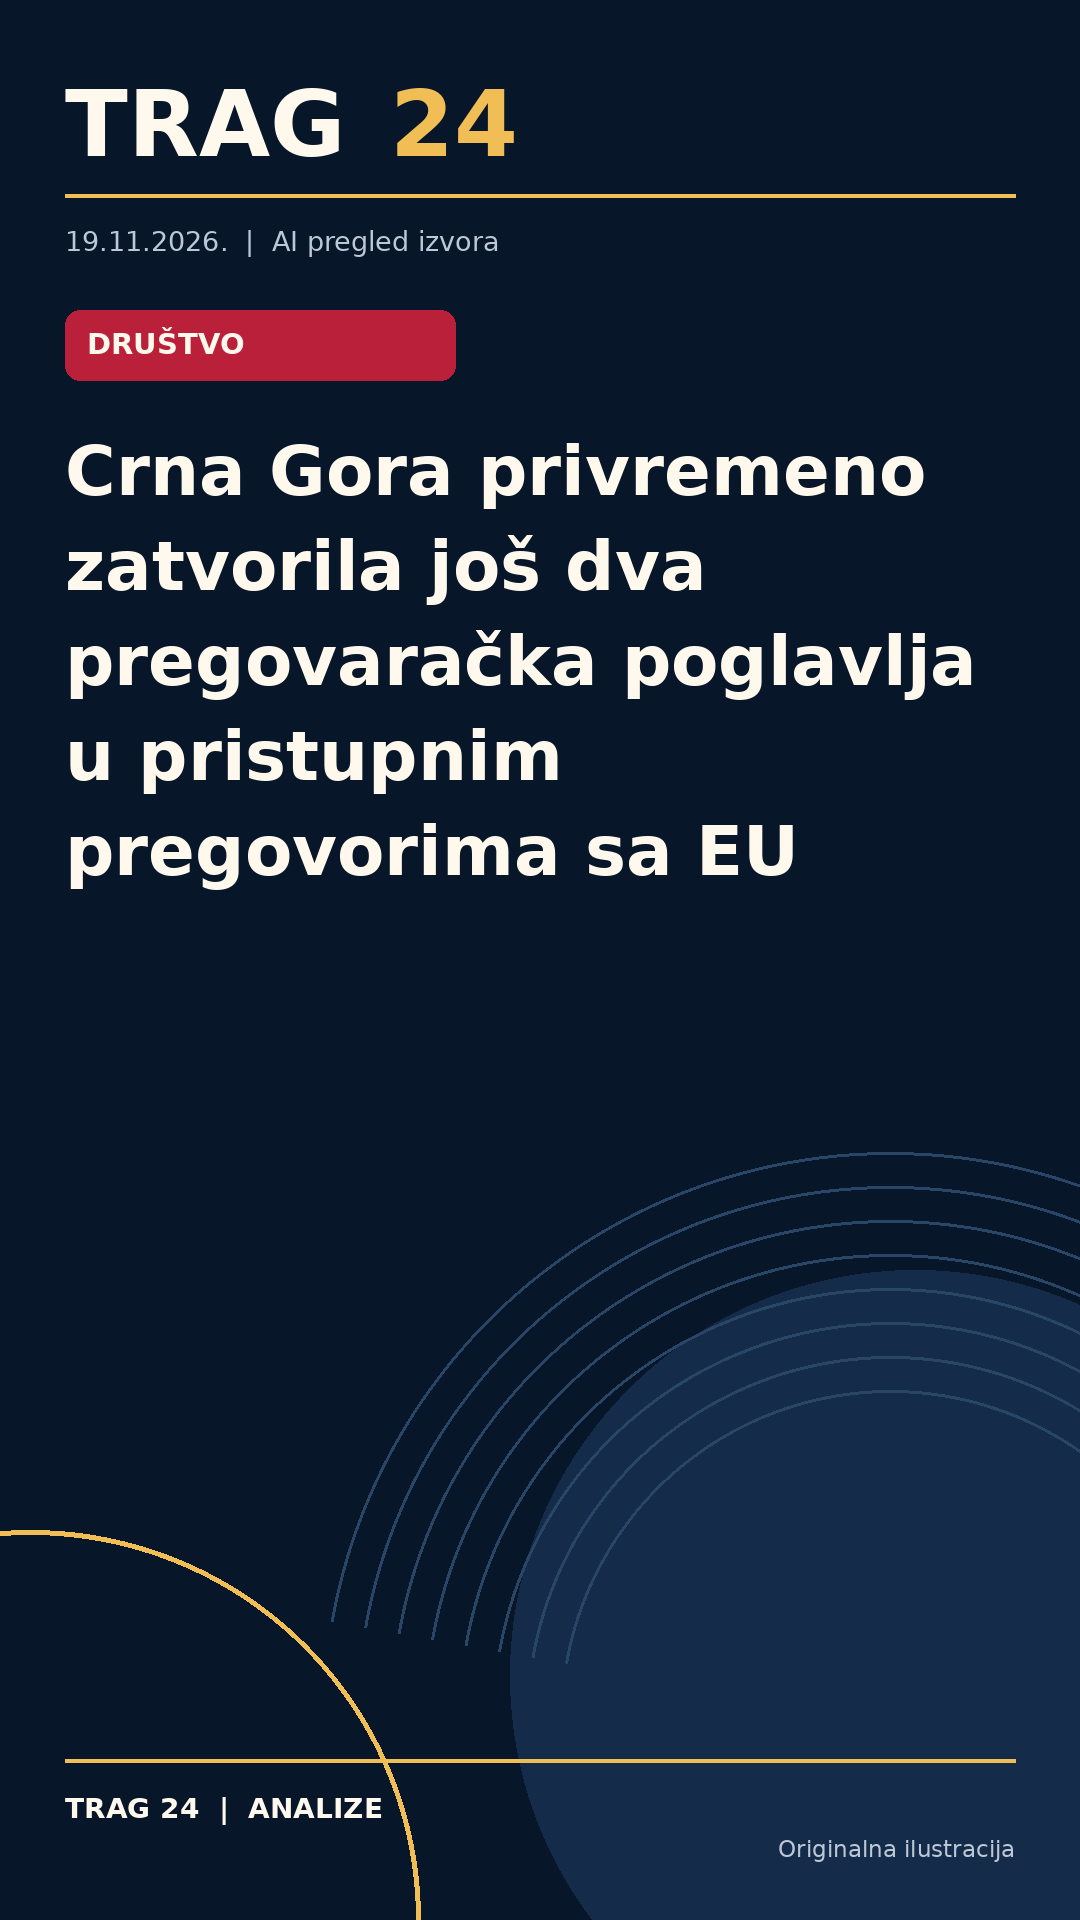 TRAG 24
19.11.2026. | AI pregled izvora
DRUŠTVO
Crna Gora privremeno
zatvorila još dva
pregovaračka poglavlja
u pristupnim
pregovorima sa EU
TRAG 24 | ANALIZE
Originalna ilustracija